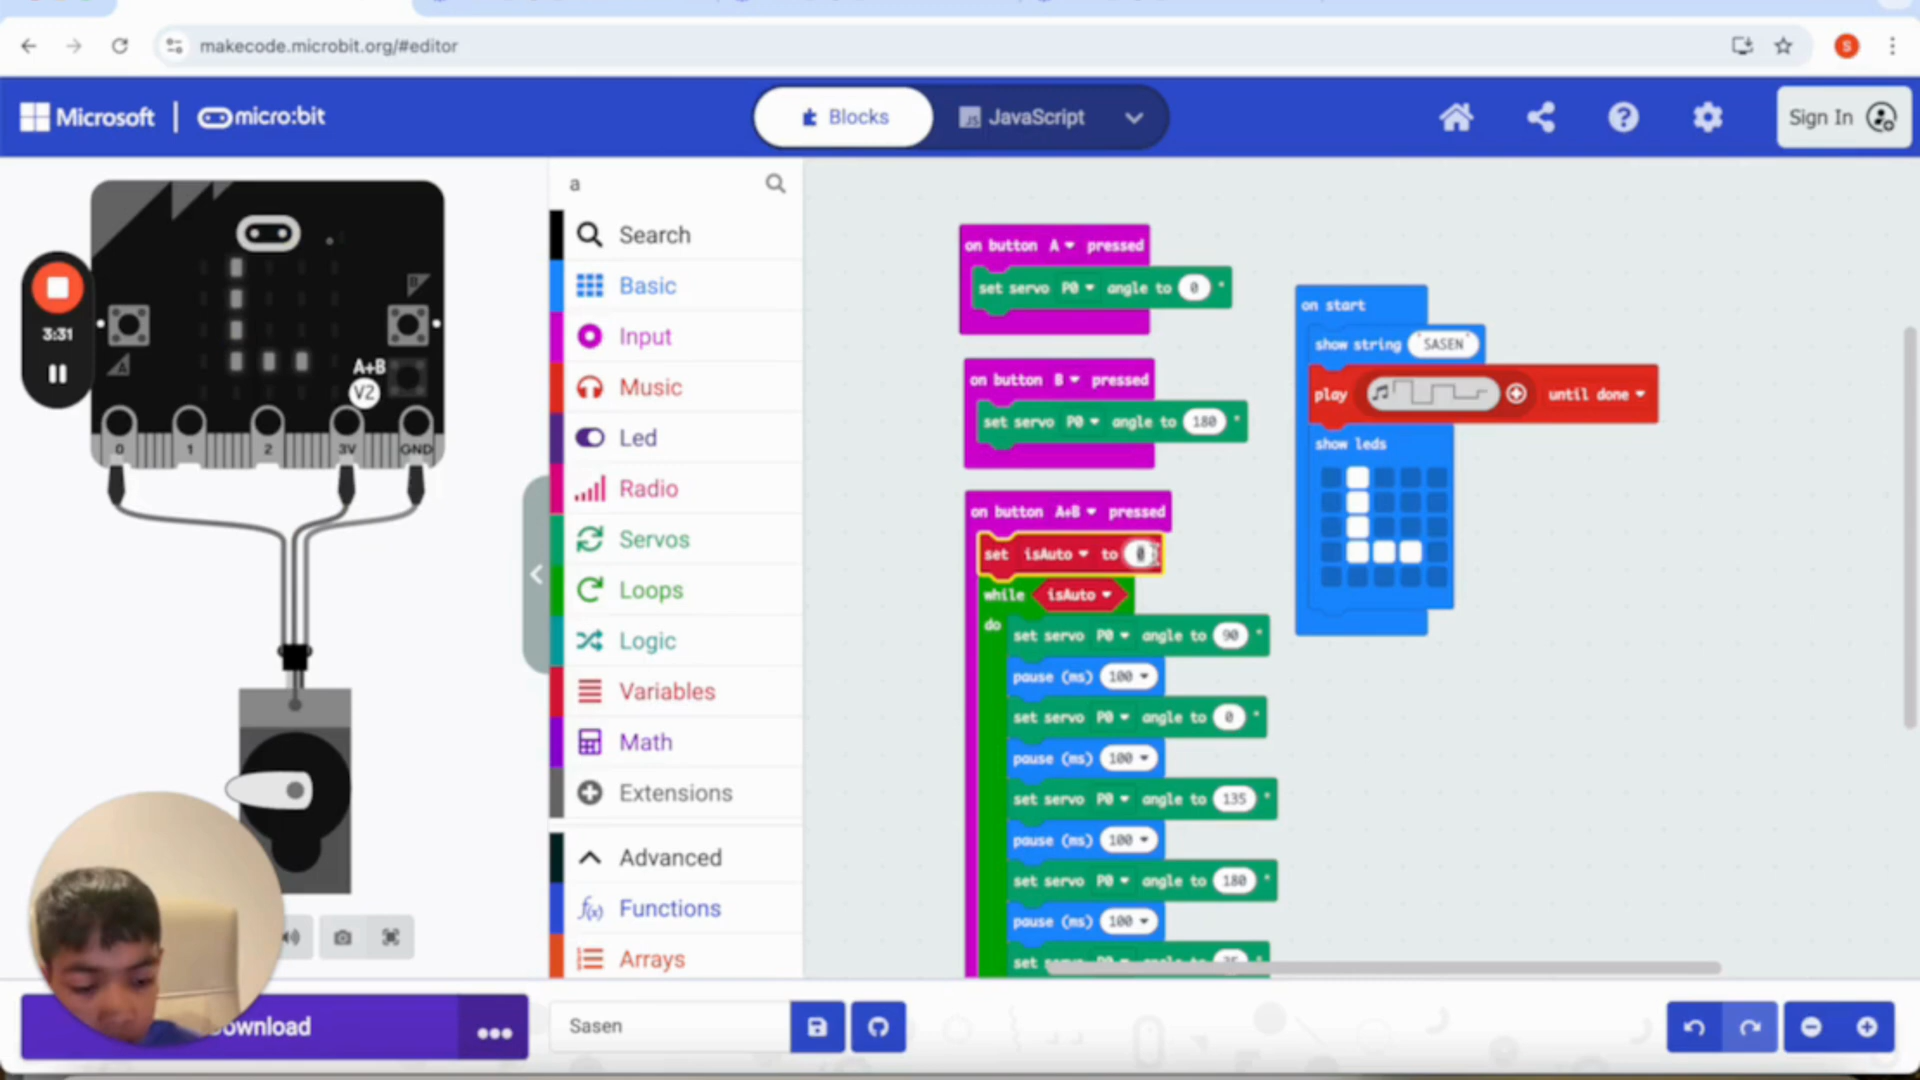 makecode.microbit.org/#editor
S
Microsoft
micro:bit
Blocks
JS
JavaScript
Sign In
3:31
A
B
A+B
V2
0 1 2 3V GND
a
Search
Basic
Input
Music
Led
Radio
Servos
Loops
Logic
Variables
Math
Extensions
Advanced
f(x) Functions
Arrays
on button A pressed
set servo P0 angle to 0 °
on button B pressed
set servo P0 angle to 180 °
on button A+B pressed
set isAuto to 0
while isAuto
do
set servo P0 angle to 90 °
pause (ms) 100
set servo P0 angle to 0 °
pause (ms) 100
set servo P0 angle to 135 °
pause (ms) 100
set servo P0 angle to 180 °
pause (ms) 100
set
on start
show string "SASEN"
play until done
show leds
Download
Sasen